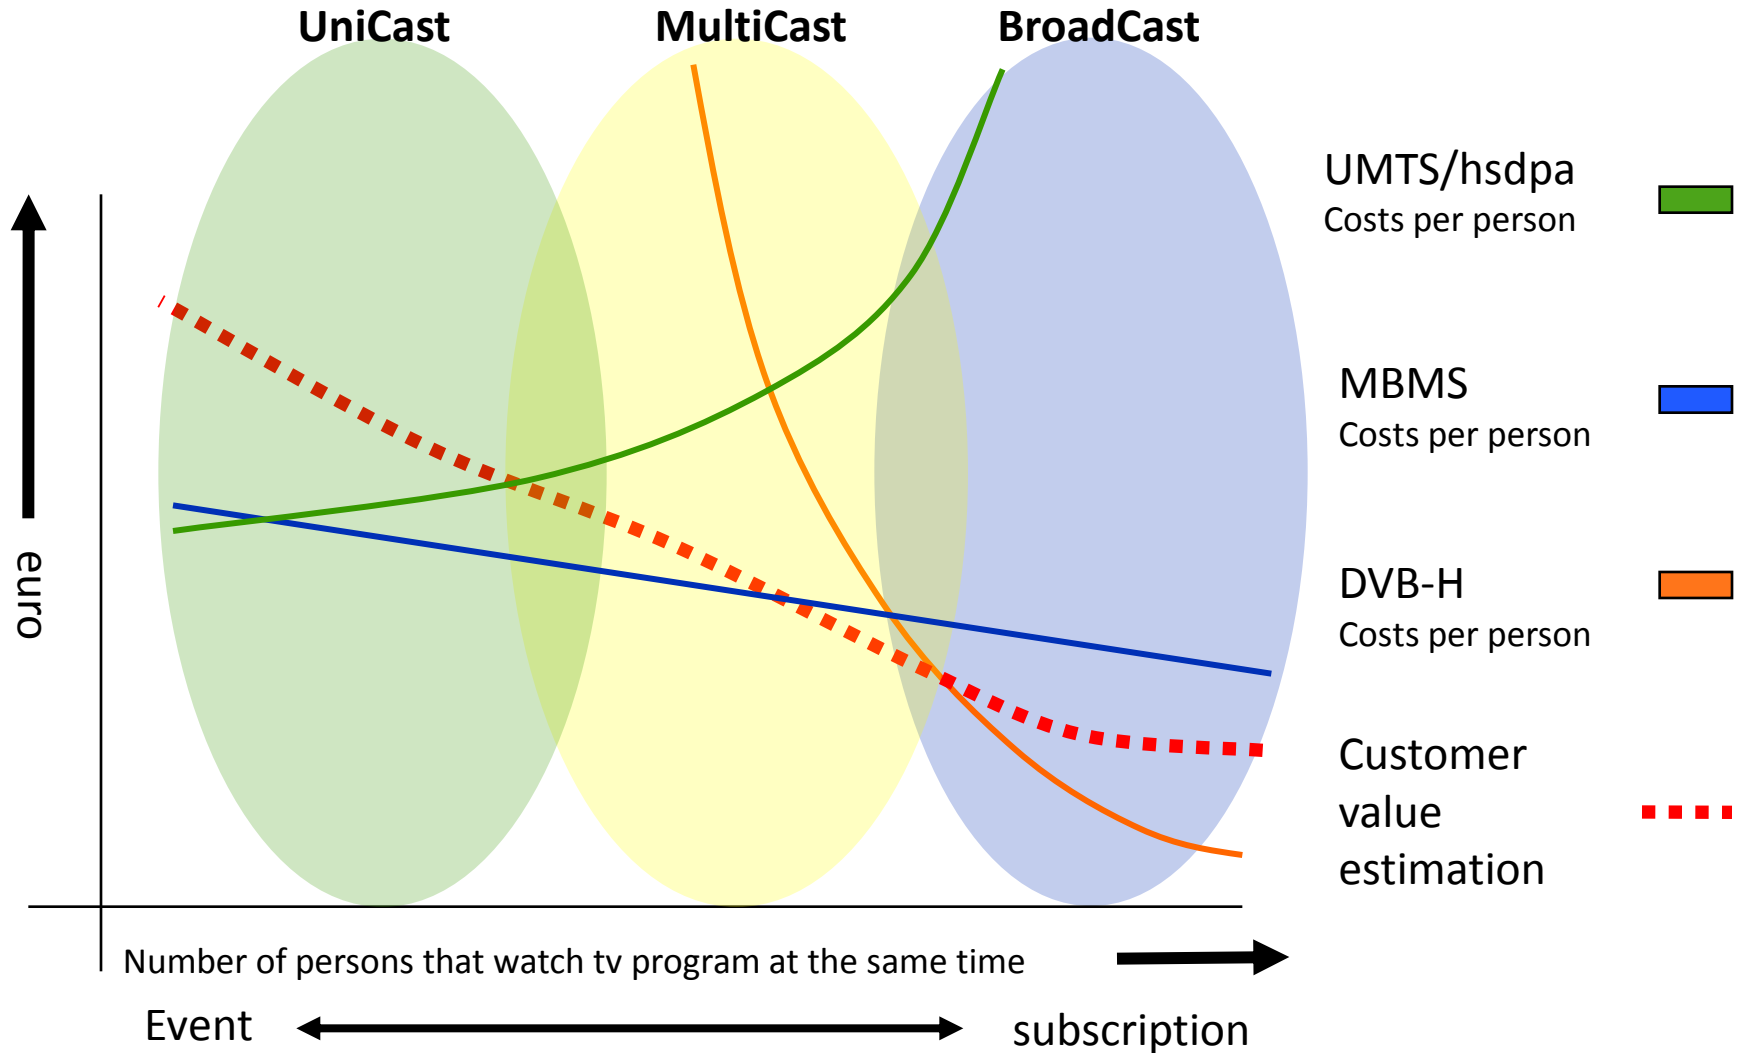 UniCast
MultiCast
BroadCast
UMTS/hsdpa
Costs per person
MBMS
Costs per person
DVB-H
Costs per person
Customer
value
estimation
euro
Number of persons that watch tv program at the same time
Event
subscription